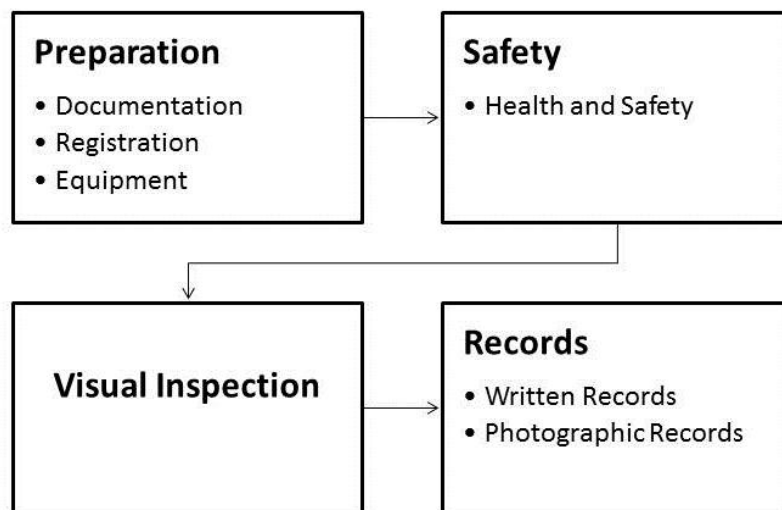 Preparation
• Documentation
• Registration
• Equipment
Safety
• Health and Safety
Visual Inspection
Records
• Written Records
• Photographic Records